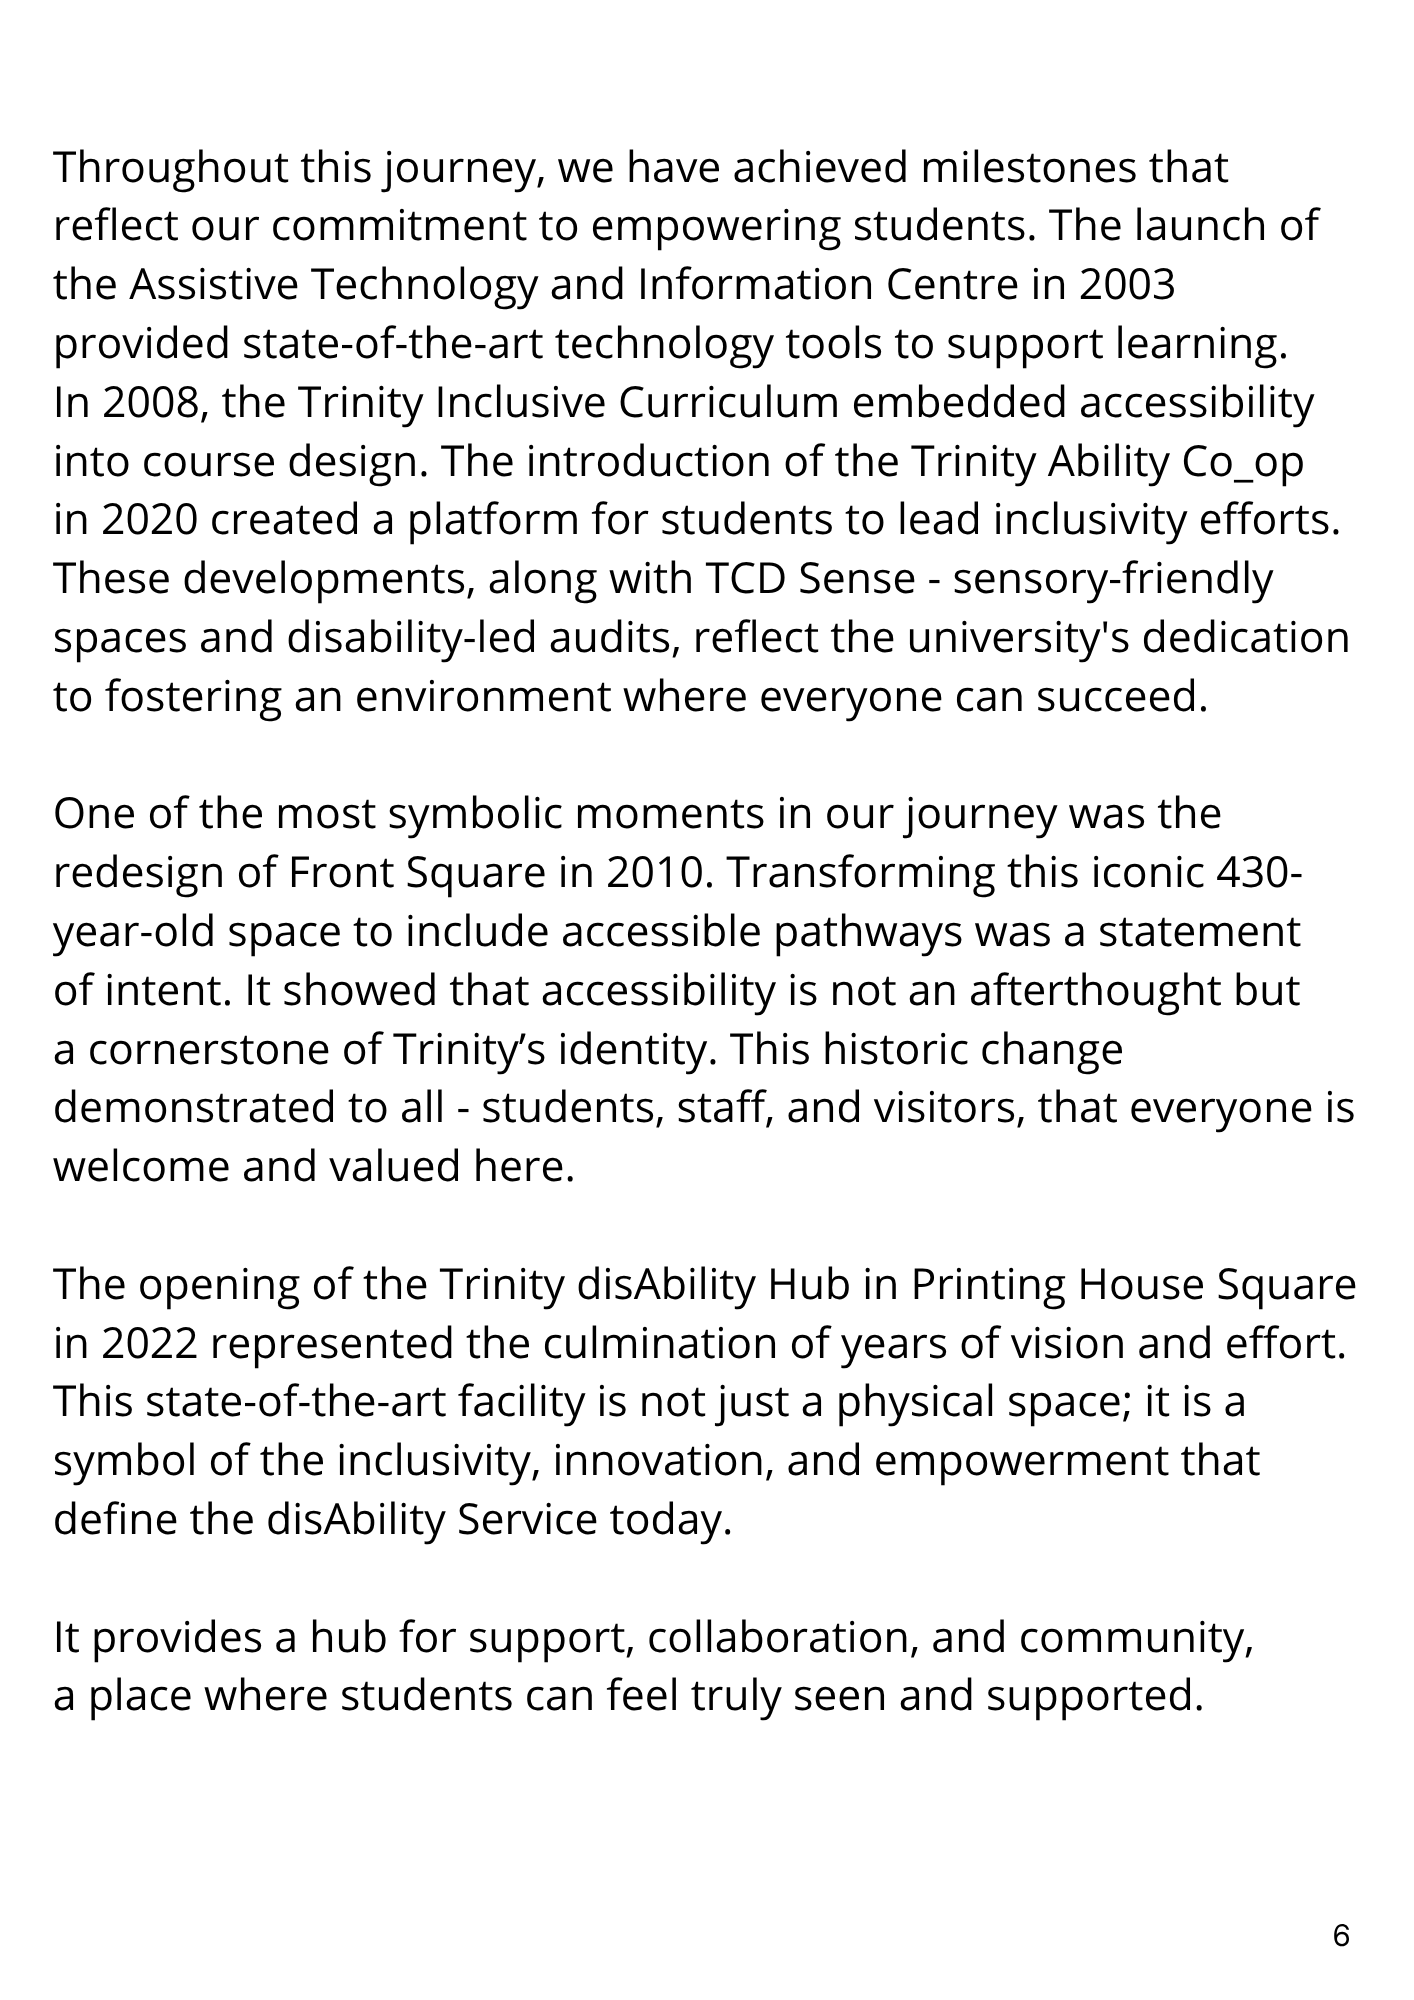 Throughout this journey, we have achieved milestones that
reflect our commitment to empowering students. The launch of
the Assistive Technology and Information Centre in 2003
provided state-of-the-art technology tools to support learning.
In 2008, the Trinity Inclusive Curriculum embedded accessibility
into course design. The introduction of the Trinity Ability Co_op
in 2020 created a platform for students to lead inclusivity efforts.
These developments, along with TCD Sense - sensory-friendly
spaces and disability-led audits, reflect the university's dedication
to fostering an environment where everyone can succeed.
One of the most symbolic moments in our journey was the
redesign of Front Square in 2010. Transforming this iconic 430-
year-old space to include accessible pathways was a statement
of intent. It showed that accessibility is not an afterthought but
a cornerstone of Trinity’s identity. This historic change
demonstrated to all - students, staff, and visitors, that everyone is
welcome and valued here.
The opening of the Trinity disAbility Hub in Printing House Square
in 2022 represented the culmination of years of vision and effort.
This state-of-the-art facility is not just a physical space; it is a
symbol of the inclusivity, innovation, and empowerment that
define the disAbility Service today.
It provides a hub for support, collaboration, and community,
a place where students can feel truly seen and supported.
6